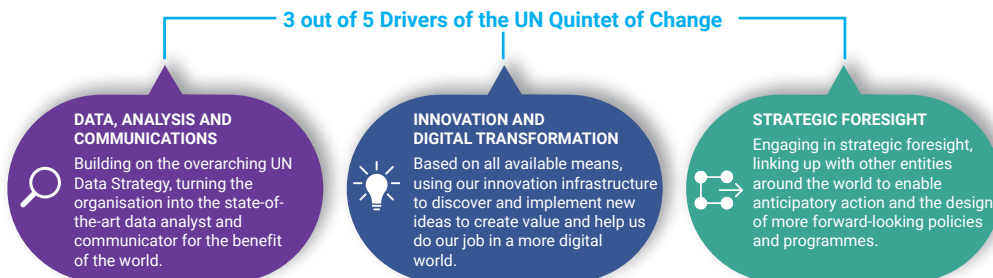 3 out of 5 Drivers of the UN Quintet of Change
DATA, ANALYSIS AND
COMMUNICATIONS
Building on the overarching UN
Data Strategy, turning the
organisation into the state-of-
the-art data analyst and
communicator for the benefit
of the world.
INNOVATION AND
DIGITAL TRANSFORMATION
Based on all available means,
using our innovation infrastructure
to discover and implement new
ideas to create value and help us
do our job in a more digital
world.
STRATEGIC FORESIGHT
Engaging in strategic foresight,
linking up with other entities
around the world to enable
anticipatory action and the design
of more forward-looking policies
and programmes.